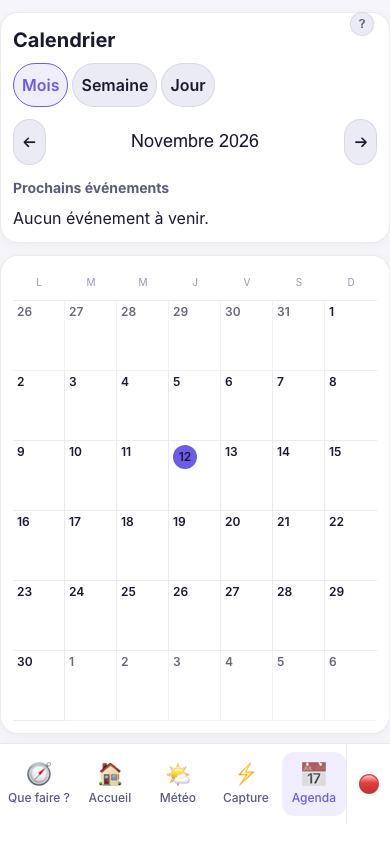 ?
Calendrier
Mois Semaine Jour
← Novembre 2026 →
Prochains événements
Aucun événement à venir.
L M M J V S D
26 27 28 29 30 31 1
2 3 4 5 6 7 8
9 10 11 12 13 14 15
16 17 18 19 20 21 22
23 24 25 26 27 28 29
30 1 2 3 4 5 6
17
Que faire ? Accueil Météo Capture Agenda